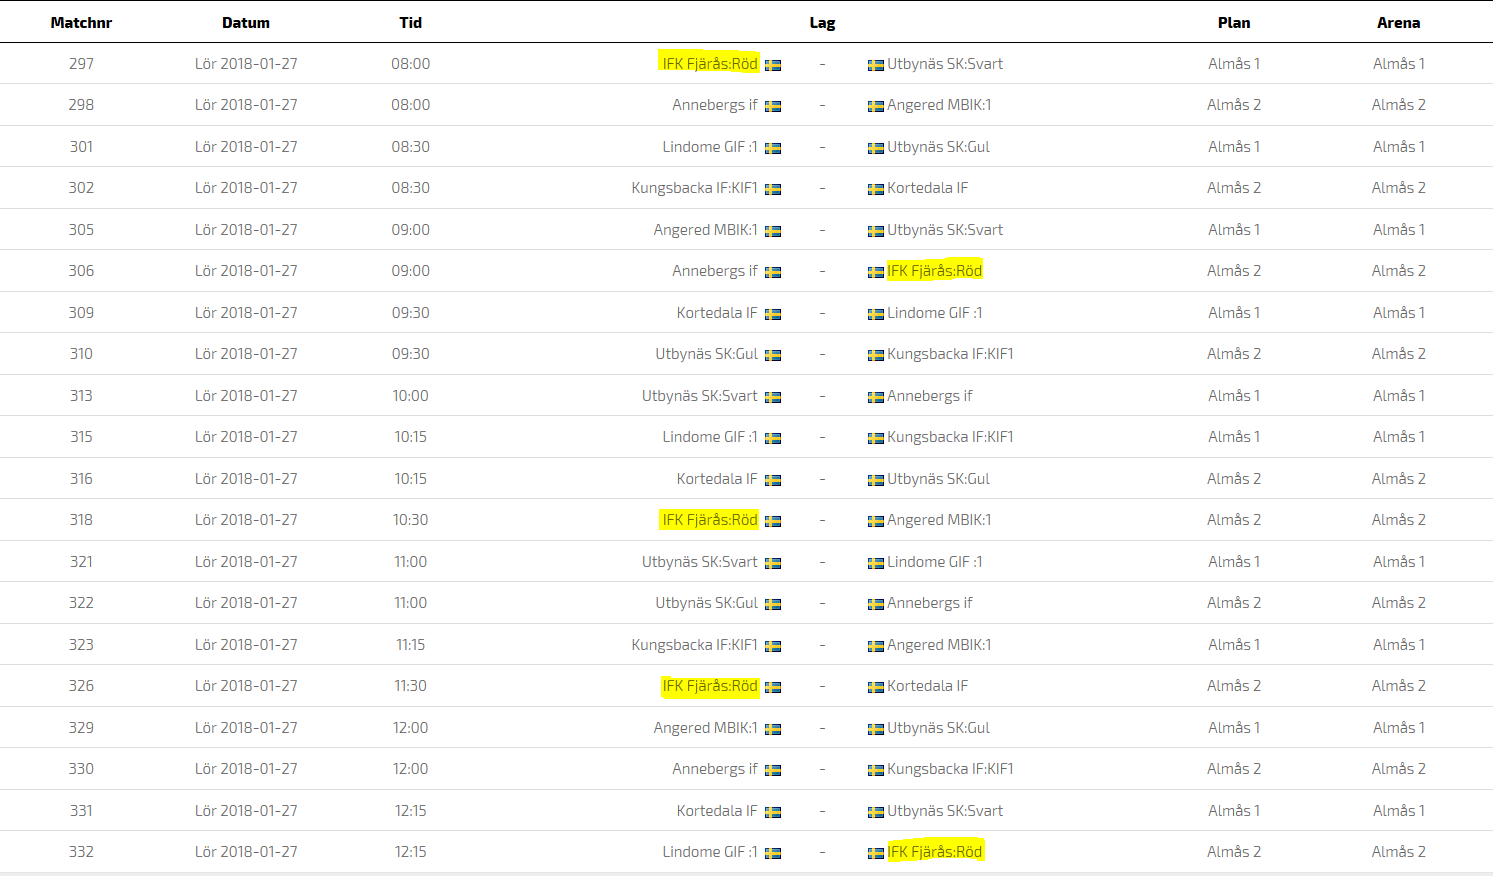 Matchnr Datum Tid Lag Plan Arena
297 Lör 2018-01-27 08:00 IFK Fjärås:Röd - Utbynäs SK:Svart Almås 1 Almås 1
298 Lör 2018-01-27 08:00 Annebergs if - Angered MBIK:1 Almås 2 Almås 2
301 Lör 2018-01-27 08:30 Lindome GIF :1 - Utbynäs SK:Gul Almås 1 Almås 1
302 Lör 2018-01-27 08:30 Kungsbacka IF:KIF1 - Kortedala IF Almås 2 Almås 2
305 Lör 2018-01-27 09:00 Angered MBIK:1 - Utbynäs SK:Svart Almås 1 Almås 1
306 Lör 2018-01-27 09:00 Annebergs if - IFK Fjärås:Röd Almås 2 Almås 2
309 Lör 2018-01-27 09:30 Kortedala IF - Lindome GIF :1 Almås 1 Almås 1
310 Lör 2018-01-27 09:30 Utbynäs SK:Gul - Kungsbacka IF:KIF1 Almås 2 Almås 2
313 Lör 2018-01-27 10:00 Utbynäs SK:Svart - Annebergs if Almås 1 Almås 1
315 Lör 2018-01-27 10:15 Lindome GIF :1 - Kungsbacka IF:KIF1 Almås 1 Almås 1
316 Lör 2018-01-27 10:15 Kortedala IF - Utbynäs SK:Gul Almås 2 Almås 2
318 Lör 2018-01-27 10:30 IFK Fjärås:Röd - Angered MBIK:1 Almås 2 Almås 2
321 Lör 2018-01-27 11:00 Utbynäs SK:Svart - Lindome GIF :1 Almås 1 Almås 1
322 Lör 2018-01-27 11:00 Utbynäs SK:Gul - Annebergs if Almås 2 Almås 2
323 Lör 2018-01-27 11:15 Kungsbacka IF:KIF1 - Angered MBIK:1 Almås 1 Almås 1
326 Lör 2018-01-27 11:30 IFK Fjärås:Röd - Kortedala IF Almås 2 Almås 2
329 Lör 2018-01-27 12:00 Angered MBIK:1 - Utbynäs SK:Gul Almås 1 Almås 1
330 Lör 2018-01-27 12:00 Annebergs if - Kungsbacka IF:KIF1 Almås 2 Almås 2
331 Lör 2018-01-27 12:15 Kortedala IF - Utbynäs SK:Svart Almås 1 Almås 1
332 Lör 2018-01-27 12:15 Lindome GIF :1 - IFK Fjärås:Röd Almås 2 Almås 2